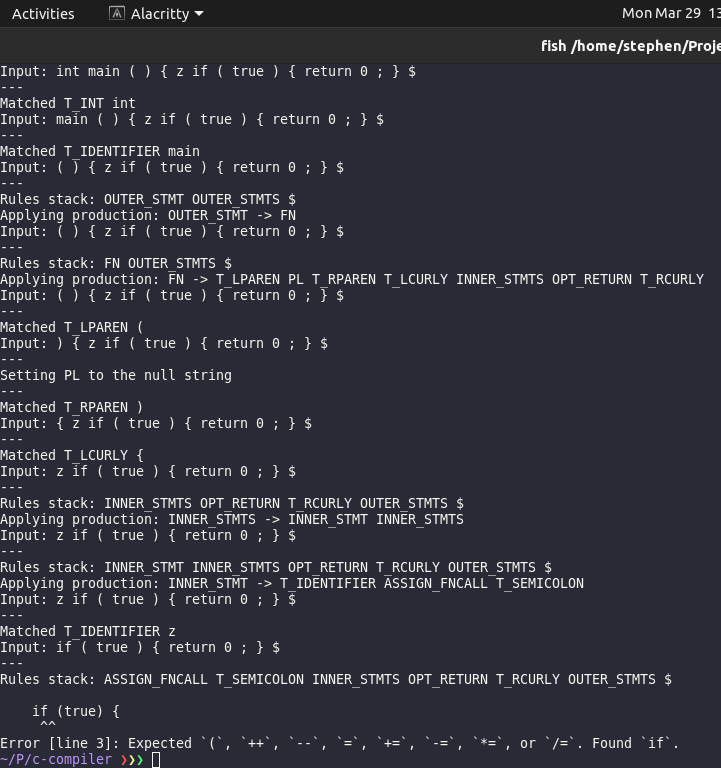 Activities Alacritty Mon Mar 29 13
fish /home/stephen/Proje
Input: int main ( ) { z if ( true ) { return 0 ; } $
---
Matched T_INT int
Input: main ( ) { z if ( true ) { return 0 ; } $
---
Matched T_IDENTIFIER main
Input: ( ) { z if ( true ) { return 0 ; } $
---
Rules stack: OUTER_STMT OUTER_STMTS $
Applying production: OUTER_STMT -> FN
Input: ( ) { z if ( true ) { return 0 ; } $
---
Rules stack: FN OUTER_STMTS $
Applying production: FN -> T_LPAREN PL T_RPAREN T_LCURLY INNER_STMTS OPT_RETURN T_RCURLY
Input: ( ) { z if ( true ) { return 0 ; } $
---
Matched T_LPAREN (
Input: ) { z if ( true ) { return 0 ; } $
---
Setting PL to the null string
---
Matched T_RPAREN )
Input: { z if ( true ) { return 0 ; } $
---
Matched T_LCURLY {
Input: z if ( true ) { return 0 ; } $
---
Rules stack: INNER_STMTS OPT_RETURN T_RCURLY OUTER_STMTS $
Applying production: INNER_STMTS -> INNER_STMT INNER_STMTS
Input: z if ( true ) { return 0 ; } $
---
Rules stack: INNER_STMT INNER_STMTS OPT_RETURN T_RCURLY OUTER_STMTS $
Applying production: INNER_STMT -> T_IDENTIFIER ASSIGN_FNCALL T_SEMICOLON
Input: z if ( true ) { return 0 ; } $
---
Matched T_IDENTIFIER z
Input: if ( true ) { return 0 ; } $
---
Rules stack: ASSIGN_FNCALL T_SEMICOLON INNER_STMTS OPT_RETURN T_RCURLY OUTER_STMTS $
    if (true) {
     ^^
Error [line 3]: Expected `(`, `++`, `--`, `=`, `+=`, `-=`, `*=`, or `/=`. Found `if`.
~/P/c-compiler ❯❯❯